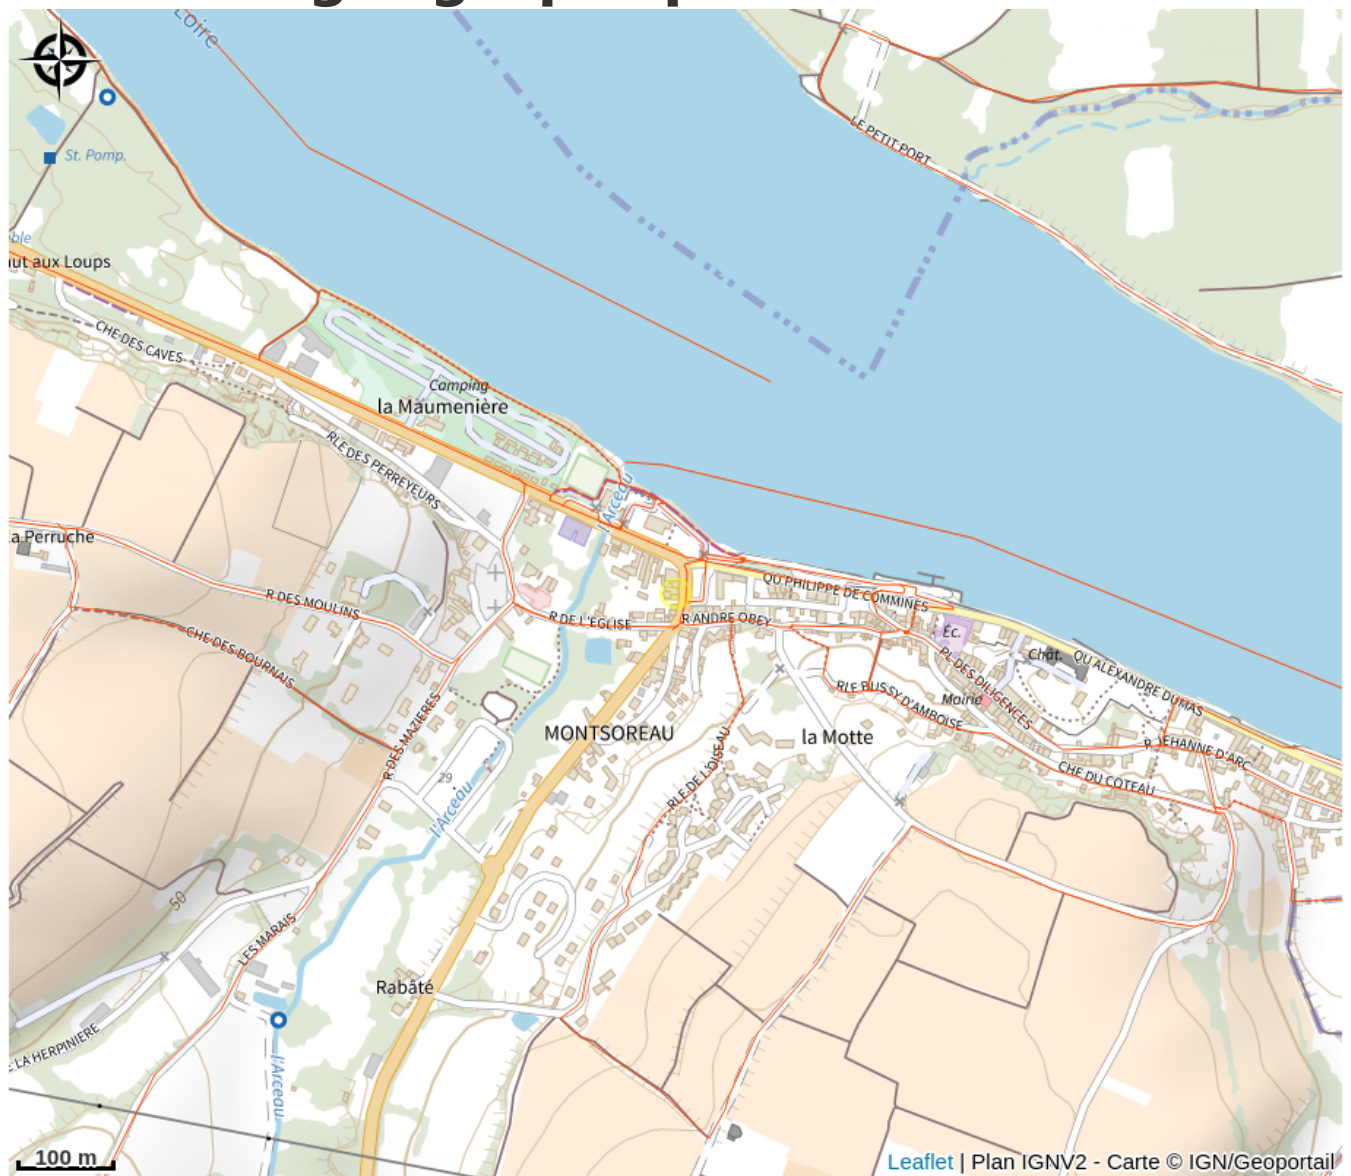 Loire
LE PETIT PORT
St. Pomp.
aut aux Loups
CHE DES CAVES
Camping
la Maumenière
RLE DES PERREYEURS
l'Arceau
a Perruche
QU PHILIPPE DE COMMINES
R DES MOULINS
R DE L'EGLISE
R ANDRE OBEY
Éc.
CHE DES BOURNAIS
Chât.
QU ALEXANDRE DUMAS
PL DES DILIGENCES
RLE BUSSY D'AMBOISE
Mairie
R DES MAZIERES
MONTSOREAU
la Motte
R JEHANNE D'ARC
RLE DE L'OISEAU
29
CHE DU COTEAU
l'Arceau
50
LES MARAIS
Rabâté
LA HERPINIERE
l'Arceau
100 m
Leaflet | Plan IGNV2 - Carte © IGN/Geoportail